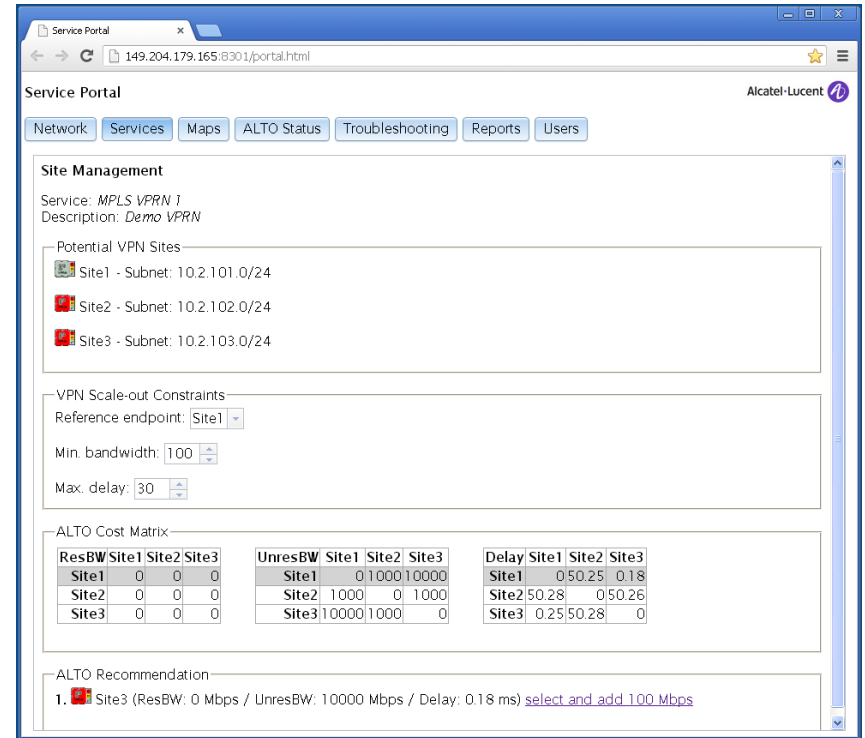 Service Portal
149.204.179.165:8301/portal.html
Service Portal
Alcatel·Lucent
Network Services Maps ALTO Status Troubleshooting Reports Users
Site Management
Service: MPLS VPRN 1
Description: Demo VPRN
Potential VPN Sites
Site1 - Subnet: 10.2.101.0/24
Site2 - Subnet: 10.2.102.0/24
Site3 - Subnet: 10.2.103.0/24
VPN Scale-out Constraints
Reference endpoint: Site1
Min. bandwidth: 100
Max. delay: 30
ALTO Cost Matrix
ResBW Site1 Site2 Site3 UnresBW Site1 Site2 Site3 Delay Site1 Site2 Site3
Site1 0 0 0 Site1 0 1000 10000 Site1 0 50.25 0.18
Site2 0 0 0 Site2 1000 0 1000 Site2 50.28 0 50.26
Site3 0 0 0 Site3 10000 1000 0 Site3 0.25 50.28 0
ALTO Recommendation
1. Site3 (ResBW: 0 Mbps / UnresBW: 10000 Mbps / Delay: 0.18 ms) select and add 100 Mbps